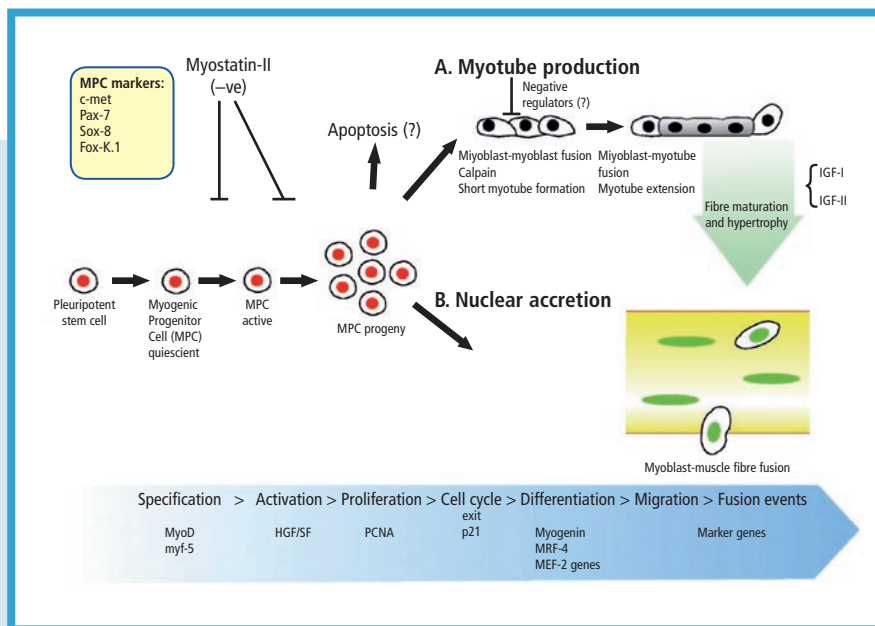 MPC markers:
c-met
Pax-7
Sox-8
Fox-K.1
Myostatin-II
(–ve)
Apoptosis (?)
A. Myotube production
Negative
regulators (?)
Miyoblast-myoblast fusion
Calpain
Short myotube formation
Miyoblast-myotube
fusion
Myotube extension
IGF-I
IGF-II
Fibre maturation
and hypertrophy
Pleuripotent
stem cell
Myogenic
Progenitor
Cell (MPC)
quiescient
MPC
active
MPC progeny
B. Nuclear accretion
Myoblast-muscle fibre fusion
Specification > Activation > Proliferation > Cell cycle > Differentiation > Migration > Fusion events
exit
MyoD
myf-5
HGF/SF
PCNA
p21
Myogenin
MRF-4
MEF-2 genes
Marker genes